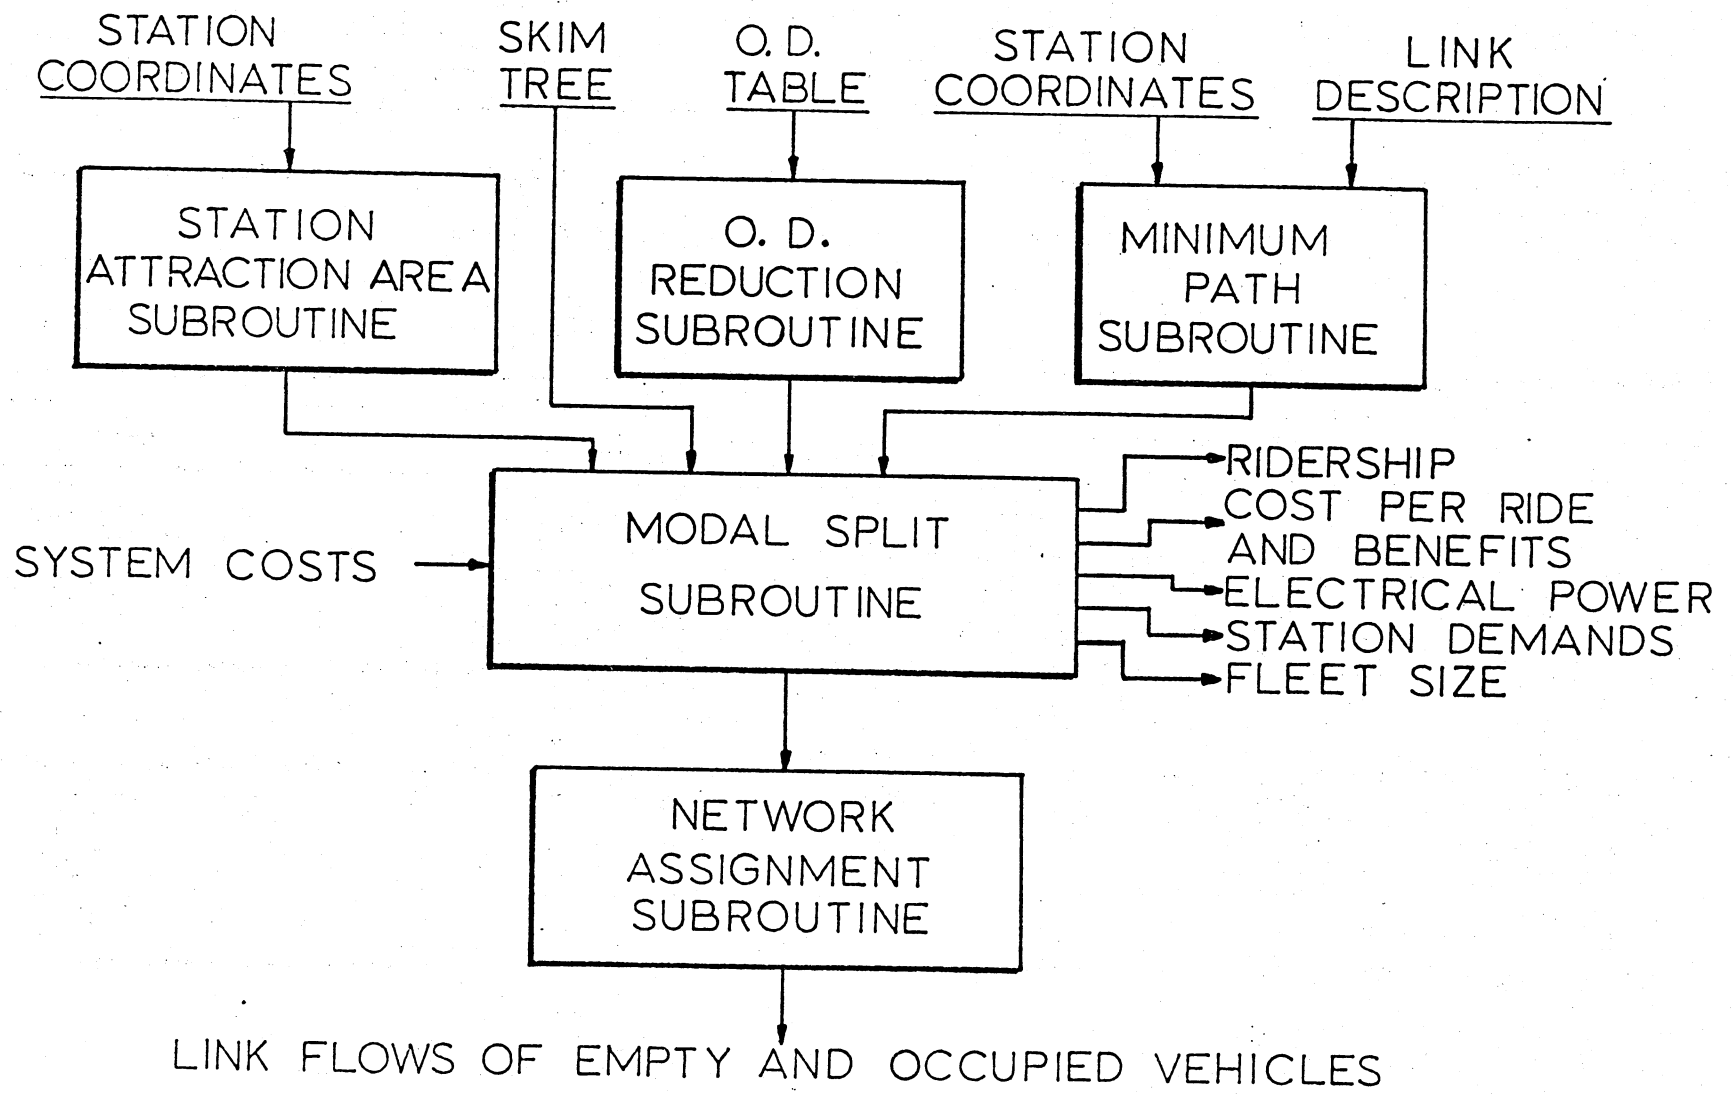 STATION
COORDINATES
SKIM
TREE
O. D.
TABLE
STATION
COORDINATES
LINK
DESCRIPTION
STATION
ATTRACTION AREA
SUBROUTINE
O. D.
REDUCTION
SUBROUTINE
MINIMUM
PATH
SUBROUTINE
SYSTEM COSTS
MODAL SPLIT
SUBROUTINE
RIDERSHIP
COST PER RIDE
AND BENEFITS
ELECTRICAL POWER
STATION DEMANDS
FLEET SIZE
NETWORK
ASSIGNMENT
SUBROUTINE
LINK FLOWS OF EMPTY AND OCCUPIED VEHICLES